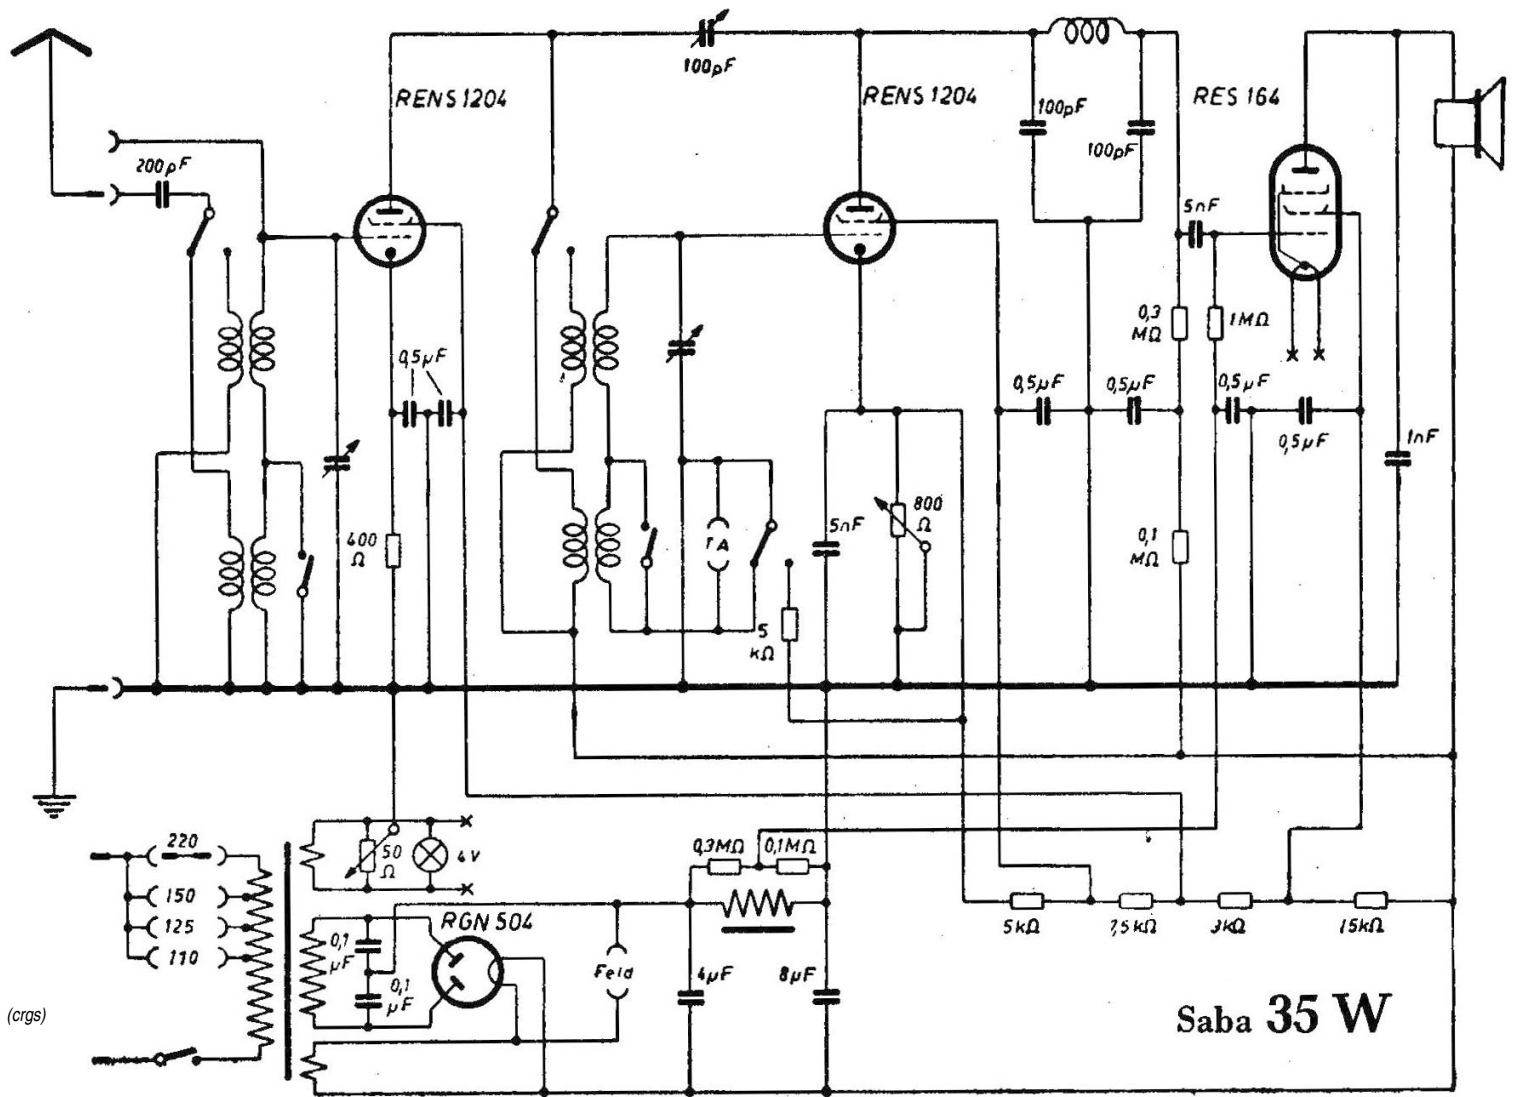 100pF
RENS 1204
RENS 1204
RES 164
100pF
100pF
200pF
5nF
0,3 MΩ
1MΩ
0,5µF
0,5µF
0,5µF
0,5µF
0,5µF
1nF
400 Ω
TA
5nF
800 Ω
0,1 MΩ
5 kΩ
220
150
125
110
50 Ω
4V
0,3MΩ
0,1MΩ
RGN 504
0,1 µF
0,1 µF
Feld
4µF
8µF
5kΩ
7,5kΩ
3kΩ
15kΩ
(crgs)
Saba 35 W